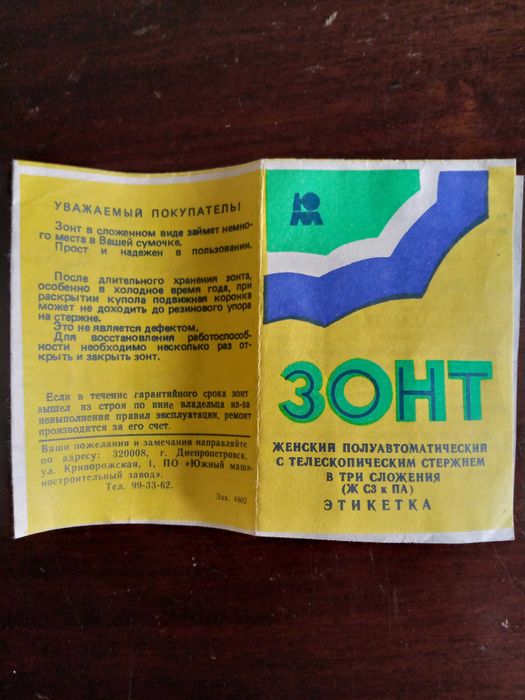 УВАЖАЕМЫЙ ПОКУПАТЕЛЬ!
Зонт в сложенном виде займет немно-
го места в Вашей сумочке.
Прост и надежен в пользовании.
После длительного хранения зонта,
особенно в холодное время года, при
раскрытии купола подвижная коронка
может не доходить до резинового упора
на стержне.
Это не является дефектом.
Для восстановления работоспособ-
ности необходимо несколько раз от-
крыть и закрыть зонт.
Если в течение гарантийного срока зонт
вышел из строя по вине владельца из-за
невыполнения правил эксплуатации, ремонт
производится за его счет.
Ваши пожелания и замечания направляйте
по адресу: 320008, г. Днепропетровск,
ул. Криворожская, 1, ПО «Южный маши-
ностроительный завод».
Тел. 99-33-62.
Зак. 4802
ЮМ
ЗОНТ
ЖЕНСКИЙ ПОЛУАВТОМАТИЧЕСКИЙ
С ТЕЛЕСКОПИЧЕСКИМ СТЕРЖНЕМ
В ТРИ СЛОЖЕНИЯ
(Ж СЗ к ПА)
ЭТИКЕТКА